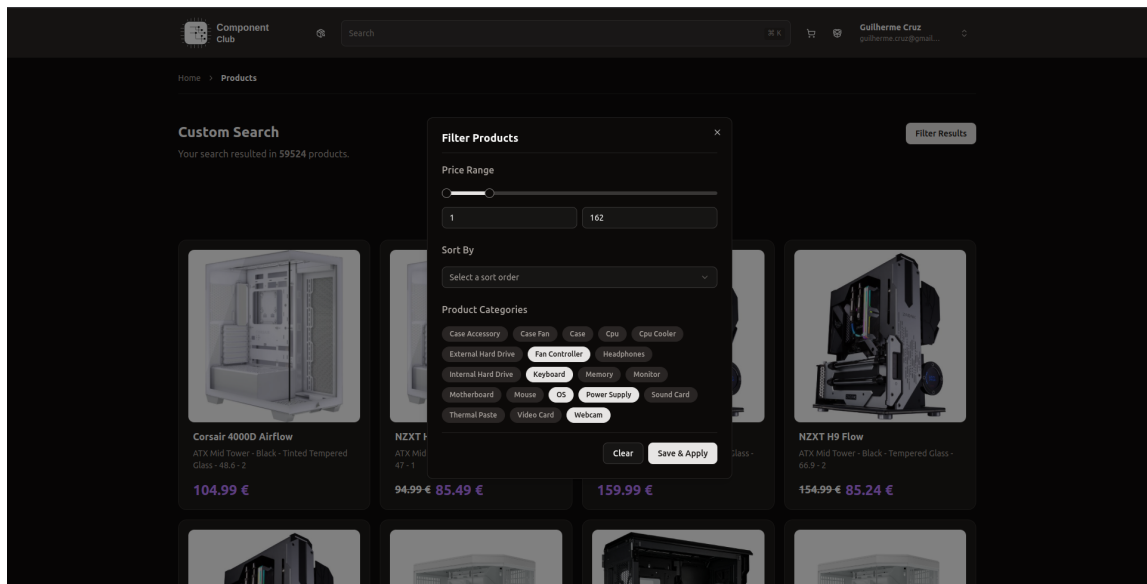 Component
Club
Search
⌘ K
Guilherme Cruz
guilherme.cruz@gmail....
Home > Products
Custom Search
Filter Results
Your search resulted in 59524 products.
Filter Products
Price Range
1
162
Sort By
Select a sort order
Product Categories
Case Accessory Case Fan Case Cpu Cpu Cooler
External Hard Drive Fan Controller Headphones
Internal Hard Drive Keyboard Memory Monitor
Motherboard Mouse OS Power Supply Sound Card
Thermal Paste Video Card Webcam
Clear Save & Apply
Corsair 4000D Airflow
ATX Mid Tower - Black - Tinted Tempered
Glass - 48.6 - 2
104.99 €
NZXT H
ATX Mid
47 - 1
94.99 € 85.49 €
Glass -
159.99 €
NZXT H9 Flow
ATX Mid Tower - Black - Tempered Glass -
66.9 - 2
154.99 € 85.24 €